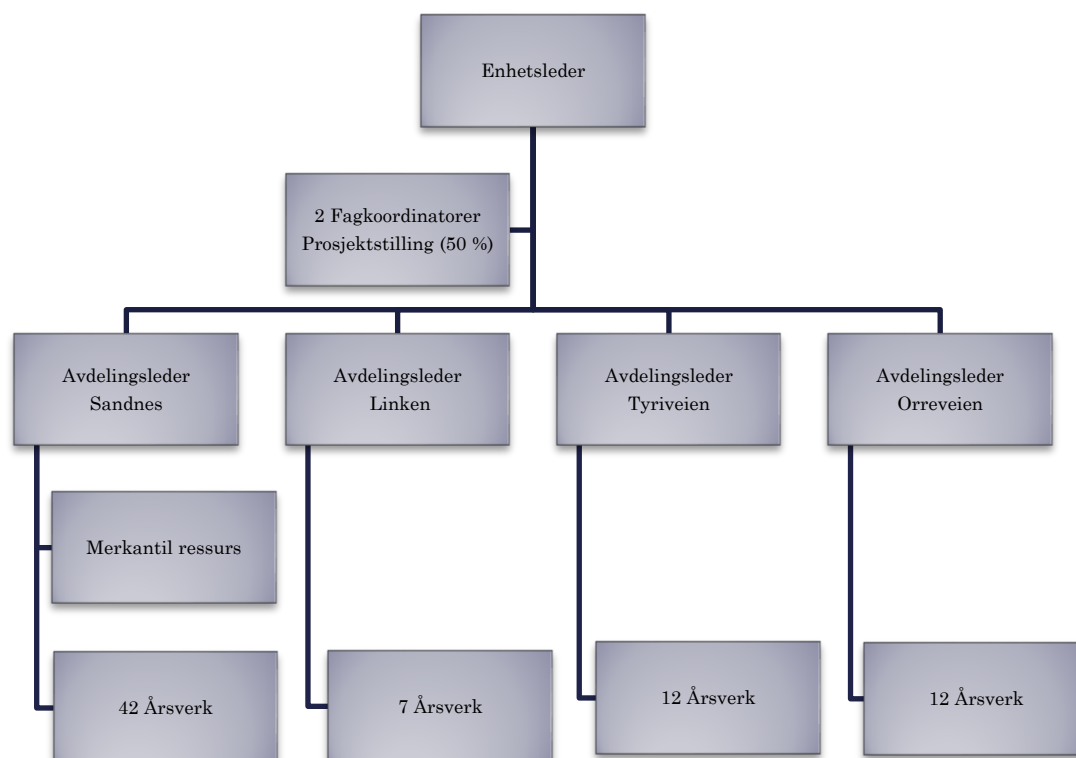 Enhetsleder
2 Fagkoordinatorer
Prosjektstilling (50 %)
Avdelingsleder
Sandnes
Avdelingsleder
Linken
Avdelingsleder
Tyriveien
Avdelingsleder
Orreveien
Merkantil ressurs
42 Årsverk
7 Årsverk
12 Årsverk
12 Årsverk